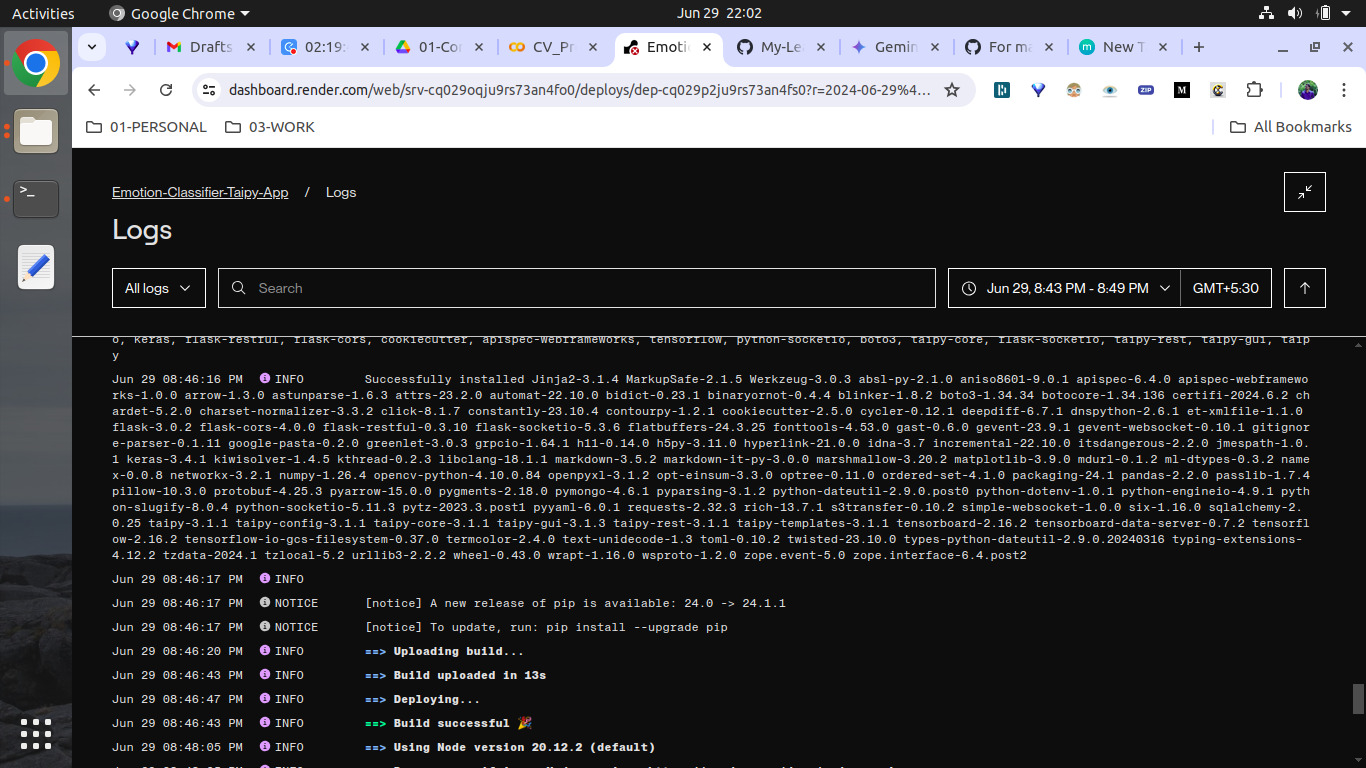 Activities
Google Chrome
Jun 29 22:02
Drafts
02:19:
01-Cor
CV_Pr
Emoti
My-Le
Gemin
For ma
New T
dashboard.render.com/web/srv-cq029oqju9rs73an4fo0/deploys/dep-cq029p2ju9rs73an4fs0?r=2024-06-29%4...
ZIP
M
01-PERSONAL
03-WORK
All Bookmarks
Emotion-Classifier-Taipy-App / Logs
Logs
All logs
Search
Jun 29, 8:43 PM - 8:49 PM
GMT+5:30
o, keras, flask-restful, flask-cors, cookiecutter, apispec-webframeworks, tensorflow, python-socketio, boto3, taipy-core, flask-socketio, taipy-rest, taipy-gui, taip
y
Jun 29 08:46:16 PM INFO Successfully installed Jinja2-3.1.4 MarkupSafe-2.1.5 Werkzeug-3.0.3 absl-py-2.1.0 aniso8601-9.0.1 apispec-6.4.0 apispec-webframewo
rks-1.0.0 arrow-1.3.0 astunparse-1.6.3 attrs-23.2.0 automat-22.10.0 bidict-0.23.1 binaryornot-0.4.4 blinker-1.8.2 boto3-1.34.34 botocore-1.34.136 certifi-2024.6.2 ch
ardet-5.2.0 charset-normalizer-3.3.2 click-8.1.7 constantly-23.10.4 contourpy-1.2.1 cookiecutter-2.5.0 cycler-0.12.1 deepdiff-6.7.1 dnspython-2.6.1 et-xmlfile-1.1.0
flask-3.0.2 flask-cors-4.0.0 flask-restful-0.3.10 flask-socketio-5.3.6 flatbuffers-24.3.25 fonttools-4.53.0 gast-0.6.0 gevent-23.9.1 gevent-websocket-0.10.1 gitignor
e-parser-0.1.11 google-pasta-0.2.0 greenlet-3.0.3 grpcio-1.64.1 h11-0.14.0 h5py-3.11.0 hyperlink-21.0.0 idna-3.7 incremental-22.10.0 itsdangerous-2.2.0 jmespath-1.0.
1 keras-3.4.1 kiwisolver-1.4.5 kthread-0.2.3 libclang-18.1.1 markdown-3.5.2 markdown-it-py-3.0.0 marshmallow-3.20.2 matplotlib-3.9.0 mdurl-0.1.2 ml-dtypes-0.3.2 name
x-0.0.8 networkx-3.2.1 numpy-1.26.4 opencv-python-4.10.0.84 openpyxl-3.1.2 opt-einsum-3.3.0 optree-0.11.0 ordered-set-4.1.0 packaging-24.1 pandas-2.2.0 passlib-1.7.4
pillow-10.3.0 protobuf-4.25.3 pyarrow-15.0.0 pygments-2.18.0 pymongo-4.6.1 pyparsing-3.1.2 python-dateutil-2.9.0.post0 python-dotenv-1.0.1 python-engineio-4.9.1 pyth
on-slugify-8.0.4 python-socketio-5.11.3 pytz-2023.3.post1 pyyaml-6.0.1 requests-2.32.3 rich-13.7.1 s3transfer-0.10.2 simple-websocket-1.0.0 six-1.16.0 sqlalchemy-2.
0.25 taipy-3.1.1 taipy-config-3.1.1 taipy-core-3.1.1 taipy-gui-3.1.3 taipy-rest-3.1.1 taipy-templates-3.1.1 tensorboard-2.16.2 tensorboard-data-server-0.7.2 tensorfl
ow-2.16.2 tensorflow-io-gcs-filesystem-0.37.0 termcolor-2.4.0 text-unidecode-1.3 toml-0.10.2 twisted-23.10.0 types-python-dateutil-2.9.0.20240316 typing-extensions-
4.12.2 tzdata-2024.1 tzlocal-5.2 urllib3-2.2.2 wheel-0.43.0 wrapt-1.16.0 wsproto-1.2.0 zope.event-5.0 zope.interface-6.4.post2
Jun 29 08:46:17 PM INFO
Jun 29 08:46:17 PM NOTICE [notice] A new release of pip is available: 24.0 -> 24.1.1
Jun 29 08:46:17 PM NOTICE [notice] To update, run: pip install --upgrade pip
Jun 29 08:46:20 PM INFO ==> Uploading build...
Jun 29 08:46:43 PM INFO ==> Build uploaded in 13s
Jun 29 08:46:47 PM INFO ==> Deploying...
Jun 29 08:46:43 PM INFO ==> Build successful 🎉
Jun 29 08:48:05 PM INFO ==> Using Node version 20.12.2 (default)